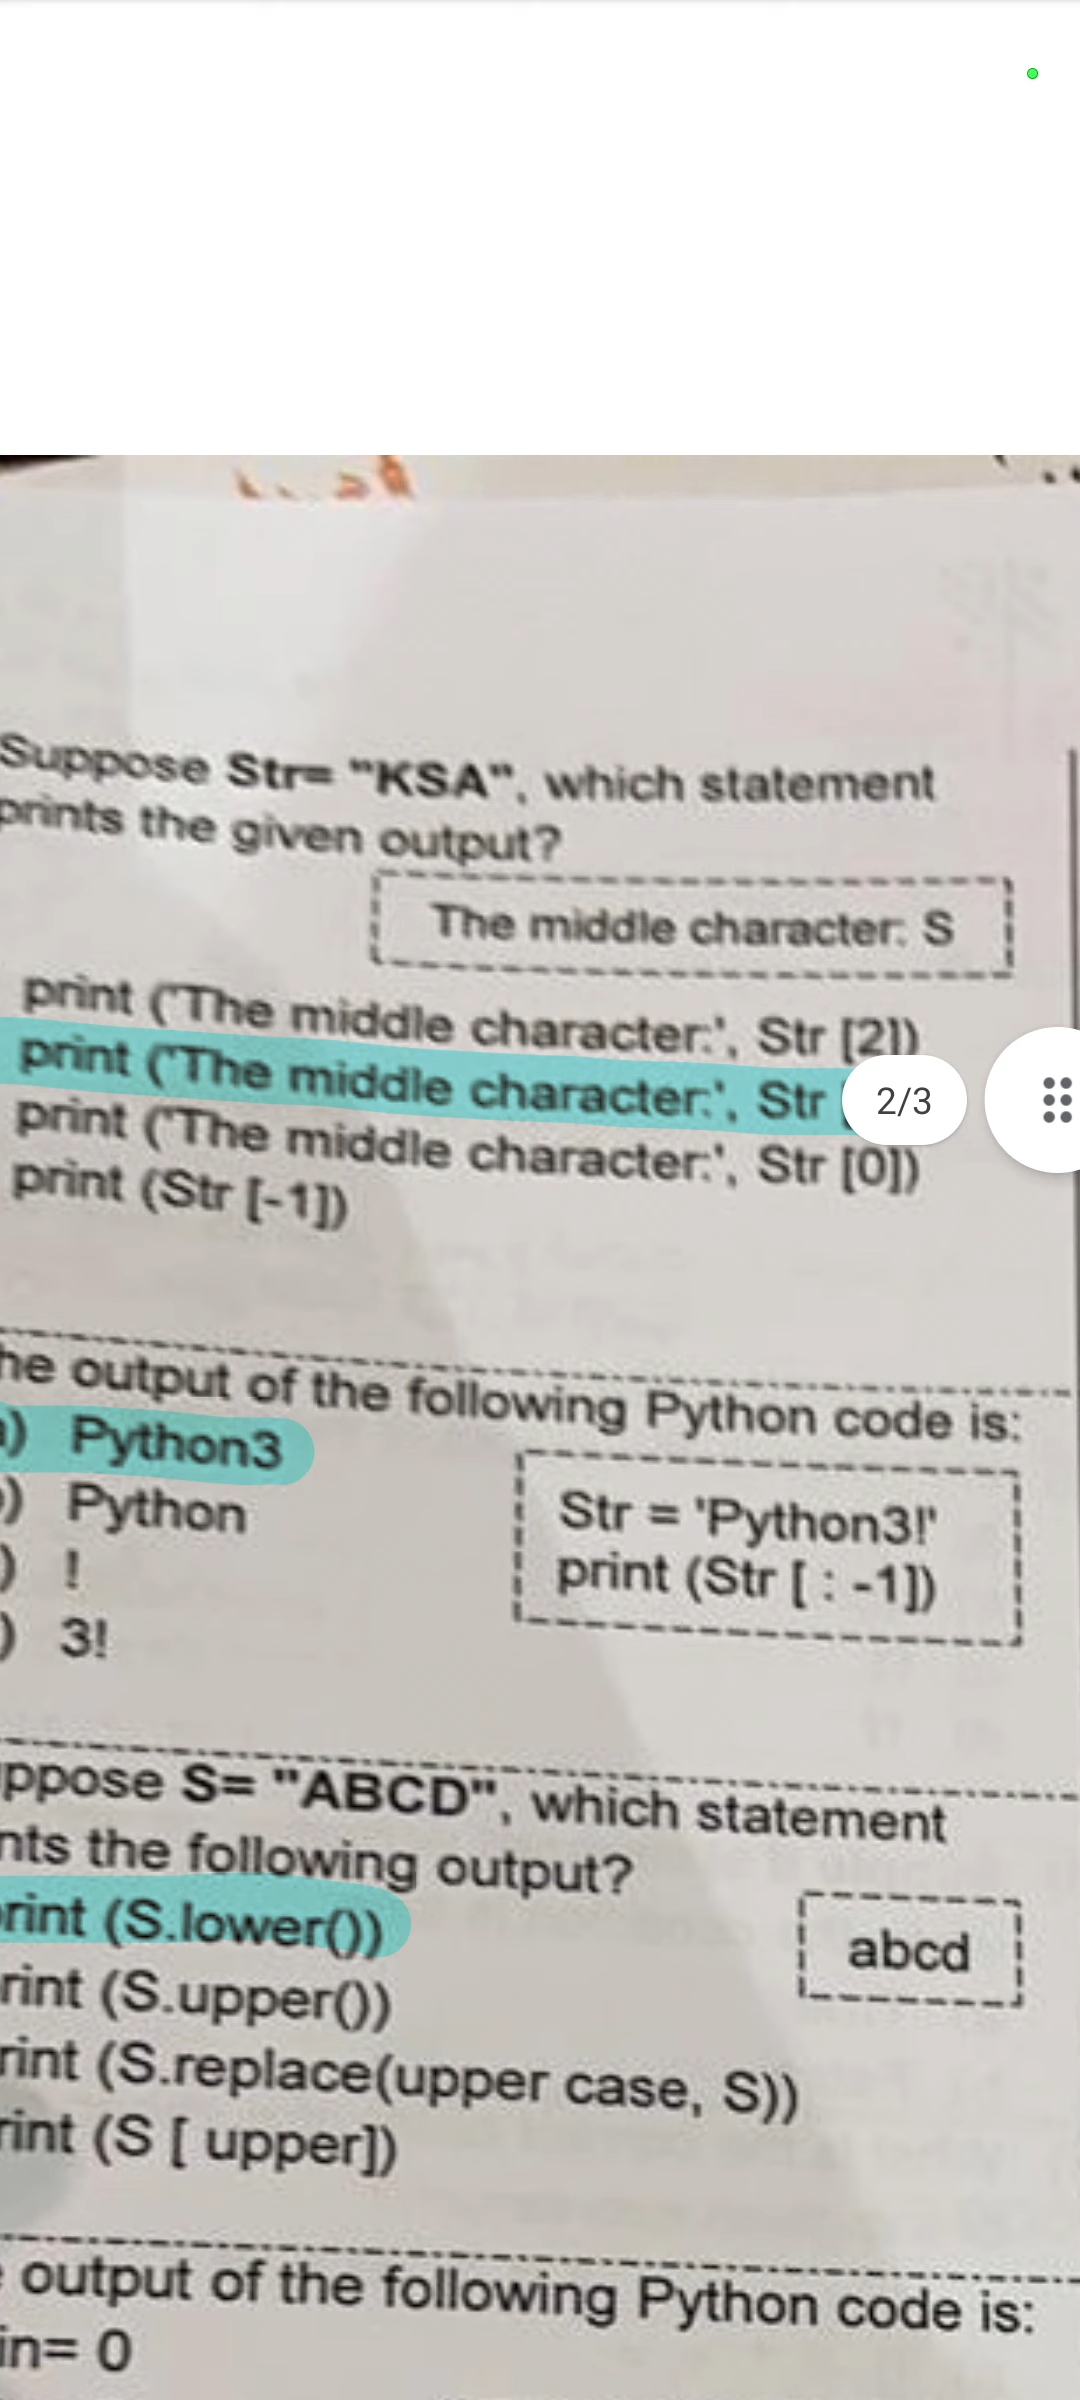 Suppose Str= "KSA", which statement
prints the given output?
The middle character: S
print ('The middle character:', Str [2])
print ('The middle character:', Str
2/3
print ('The middle character:', Str [0])
print (Str [-1])
he output of the following Python code is:
) Python3
) Python
) !
) 3!
Str = 'Python3!'
print (Str [ : -1])
ppose S= "ABCD", which statement
nts the following output?
rint (S.lower())
abcd
rint (S.upper())
rint (S.replace(upper case, S))
rint (S [ upper])
output of the following Python code is:
in= 0